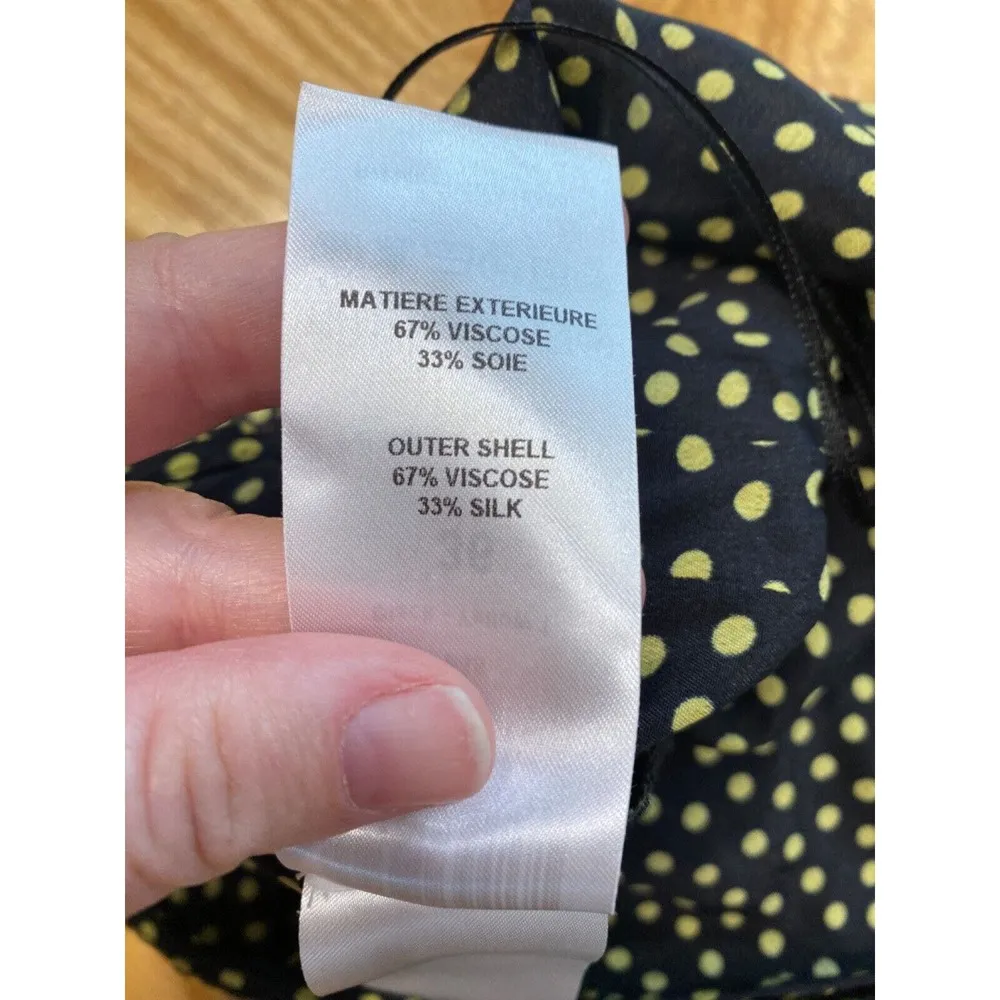 MATIERE EXTERIEURE
67% VISCOSE
33% SOIE
OUTER SHELL
67% VISCOSE
33% SILK